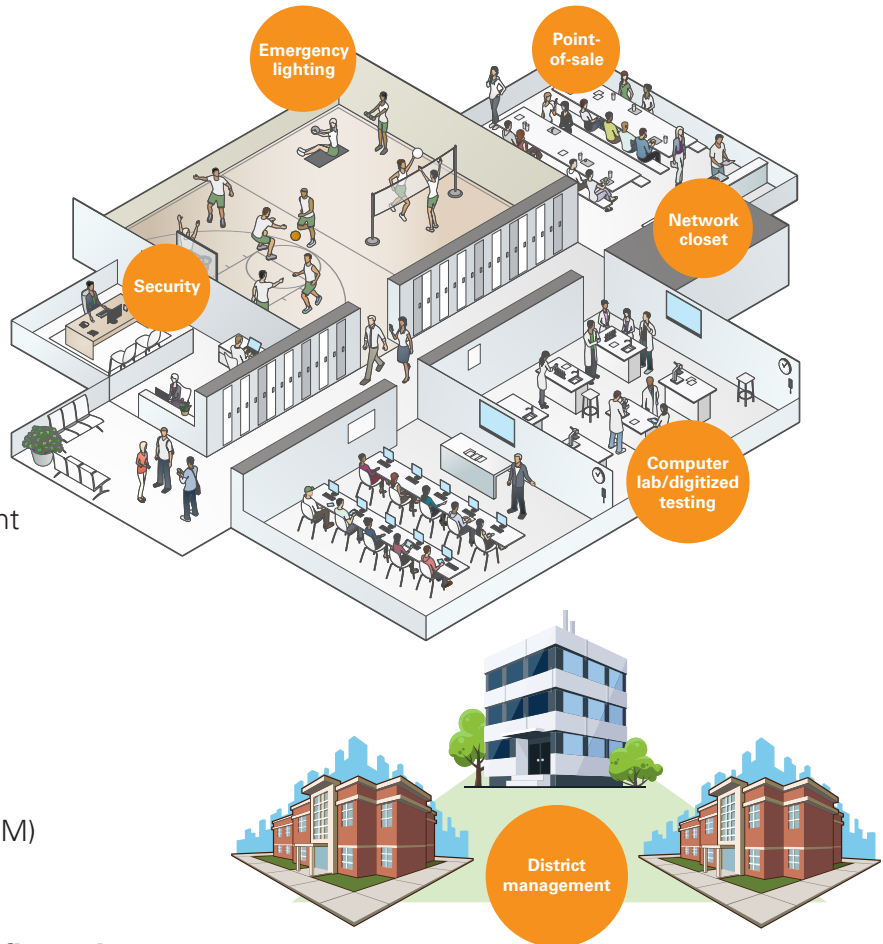 Emergency
lighting
Point-
of-sale
Network
closet
Security
Computer
lab/digitized
testing
nt
M)
District
management